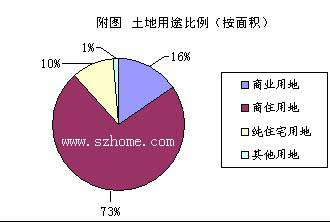 附图 土地用途比例（按面积）
1%
16%
10%
73%
www.szhome.com
商业用地
商住用地
纯住宅用地
其他用地